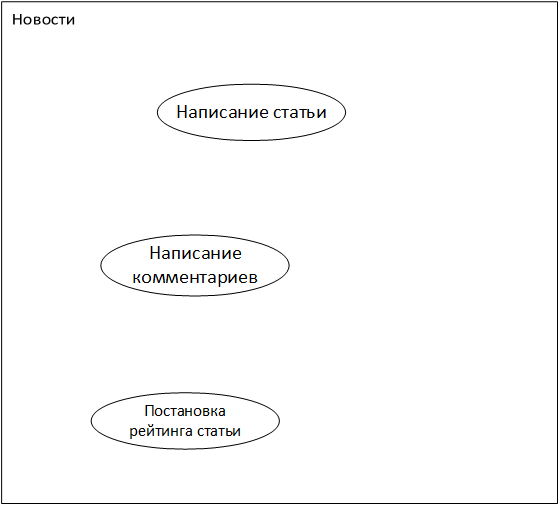 Новости
Написание статьи
Написание
комментариев
Постановка
рейтинга статьи